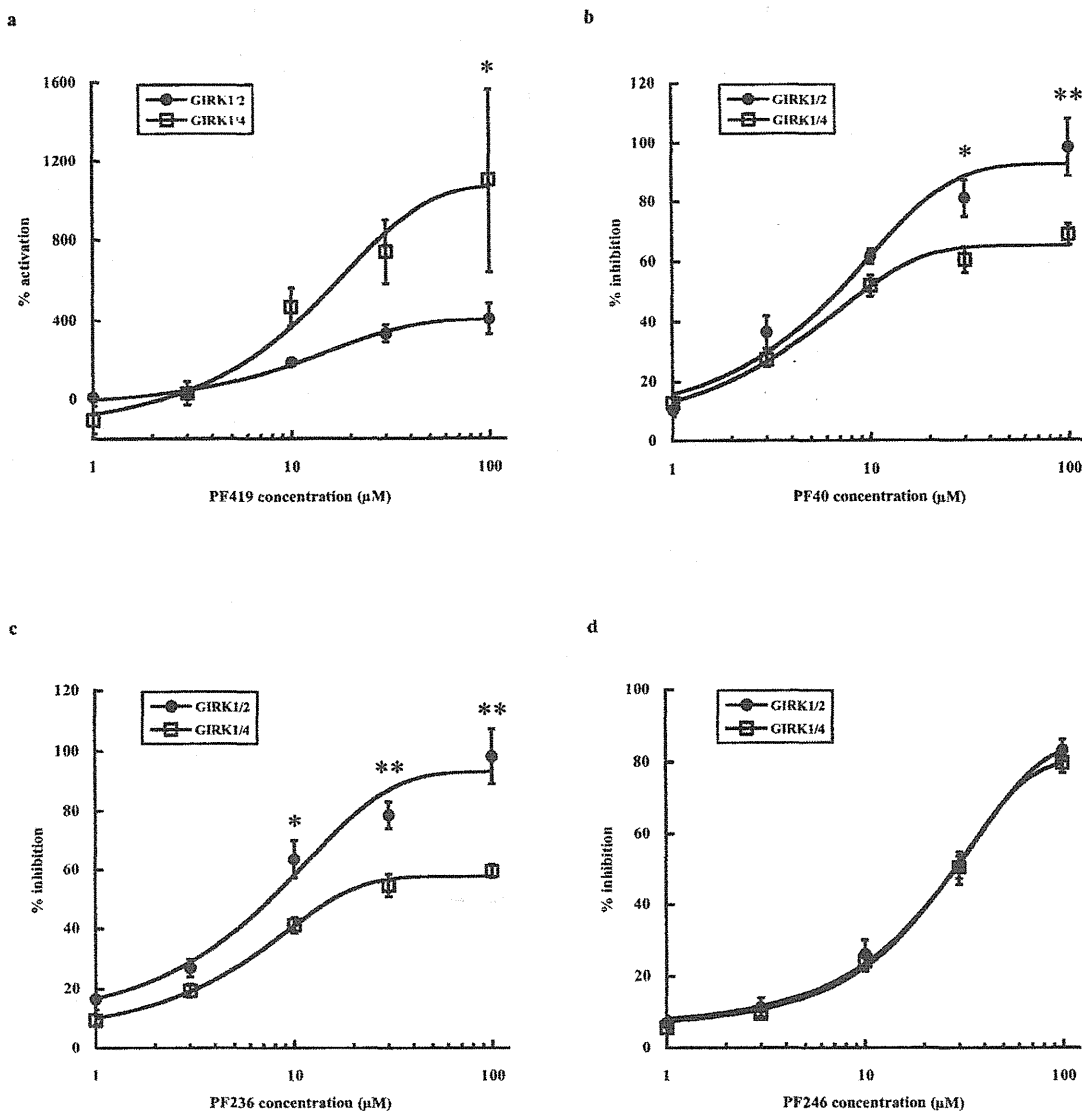 a
1600
1200
800
400
0
% activation
GIRK1/2
GIRK1/4
*
1 10 100
PF419 concentration (µM)
b
120
100
80
60
40
20
0
% inhibition
GIRK1/2
GIRK1/4
*
**
1 10 100
PF40 concentration (µM)
c
120
100
80
60
40
20
0
% inhibition
GIRK1/2
GIRK1/4
*
**
**
1 10 100
PF236 concentration (µM)
d
100
80
60
40
20
0
% inhibition
GIRK1/2
GIRK1/4
1 10 100
PF246 concentration (µM)